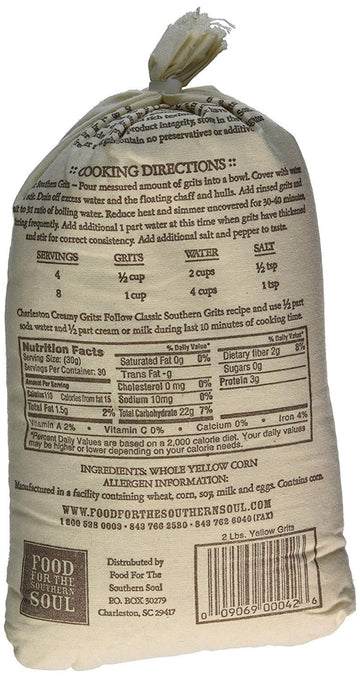 rich texture
product integrity, store in the
contain no preservatives or additive
:: COOKING DIRECTIONS ::
Southern Grits – Pour measured amount of grits into a bowl. Cover with water
Drain off excess water and the floating chaff and hulls. Add rinsed grits and
to 3:1 ratio of boiling water. Reduce heat and simmer uncovered for 30-40 minutes,
frequently. Add additional 1 part water at this time when grits have thickened
and stir for correct consistency. Add additional salt and pepper to taste.
SERVINGS GRITS WATER SALT
4 ½ cup 2 cups ½ tsp
8 1 cup 4 cups 1 tsp
Charleston Creamy Grits: Follow Classic Southern Grits recipe and use ½ part
soda water and ½ part cream or milk during last 10 minutes of cooking time.
Nutrition Facts
Serving Size: (30g)
Servings Per Container: 30
Amount Per Serving
Calories 110 Calories from fat 15
Total Fat 1.5g 2%
% Daily Value*
Saturated Fat 0g 0%
Trans Fat -g
Cholesterol 0 mg 0%
Sodium 10mg 0%
Total Carbohydrate 22g 7%
% Daily Value*
Dietary fiber 2g 8%
Sugars 0g
Protein 3g
Vitamin A 2% • Vitamin C 0% • Calcium 0% • Iron 4%
*Percent Daily Values are based on a 2,000 calorie diet. Your daily values
may be higher or lower depending on your calorie needs.
INGREDIENTS: WHOLE YELLOW CORN
ALLERGEN INFORMATION:
Manufactured in a facility containing wheat, corn, soy, milk and eggs. Contains corn.
WWW.FOODFORTHESOUTHERNSOUL.COM
1 800 538 0003 • 843 766 2580 • 843 762 6040 (FAX)
FOOD
FOR THE
SOUTHERN
SOUL
Distributed by
Food For The
Southern Soul
P.O. BOX 30279
Charleston, SC 29417
2 Lbs. Yellow Grits
6 09069 00042 6